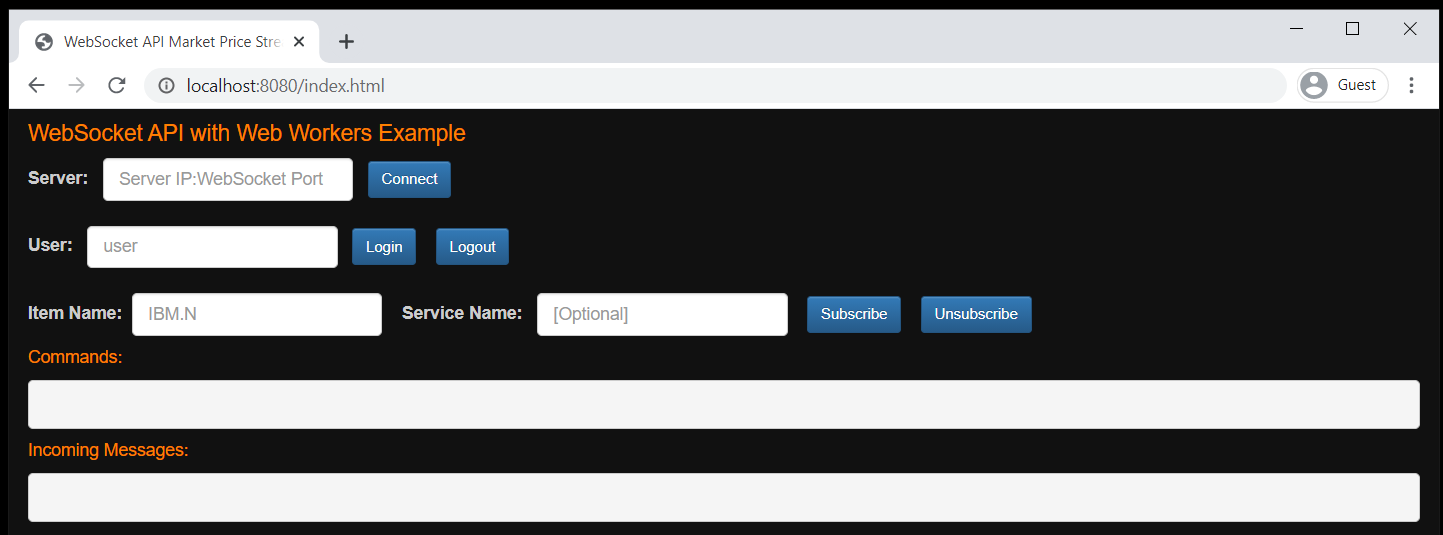 WebSocket API Market Price Stre
localhost:8080/index.html Guest
WebSocket API with Web Workers Example
Server: Server IP:WebSocket Port Connect
User: user Login Logout
Item Name: IBM.N Service Name: [Optional] Subscribe Unsubscribe
Commands:
Incoming Messages: